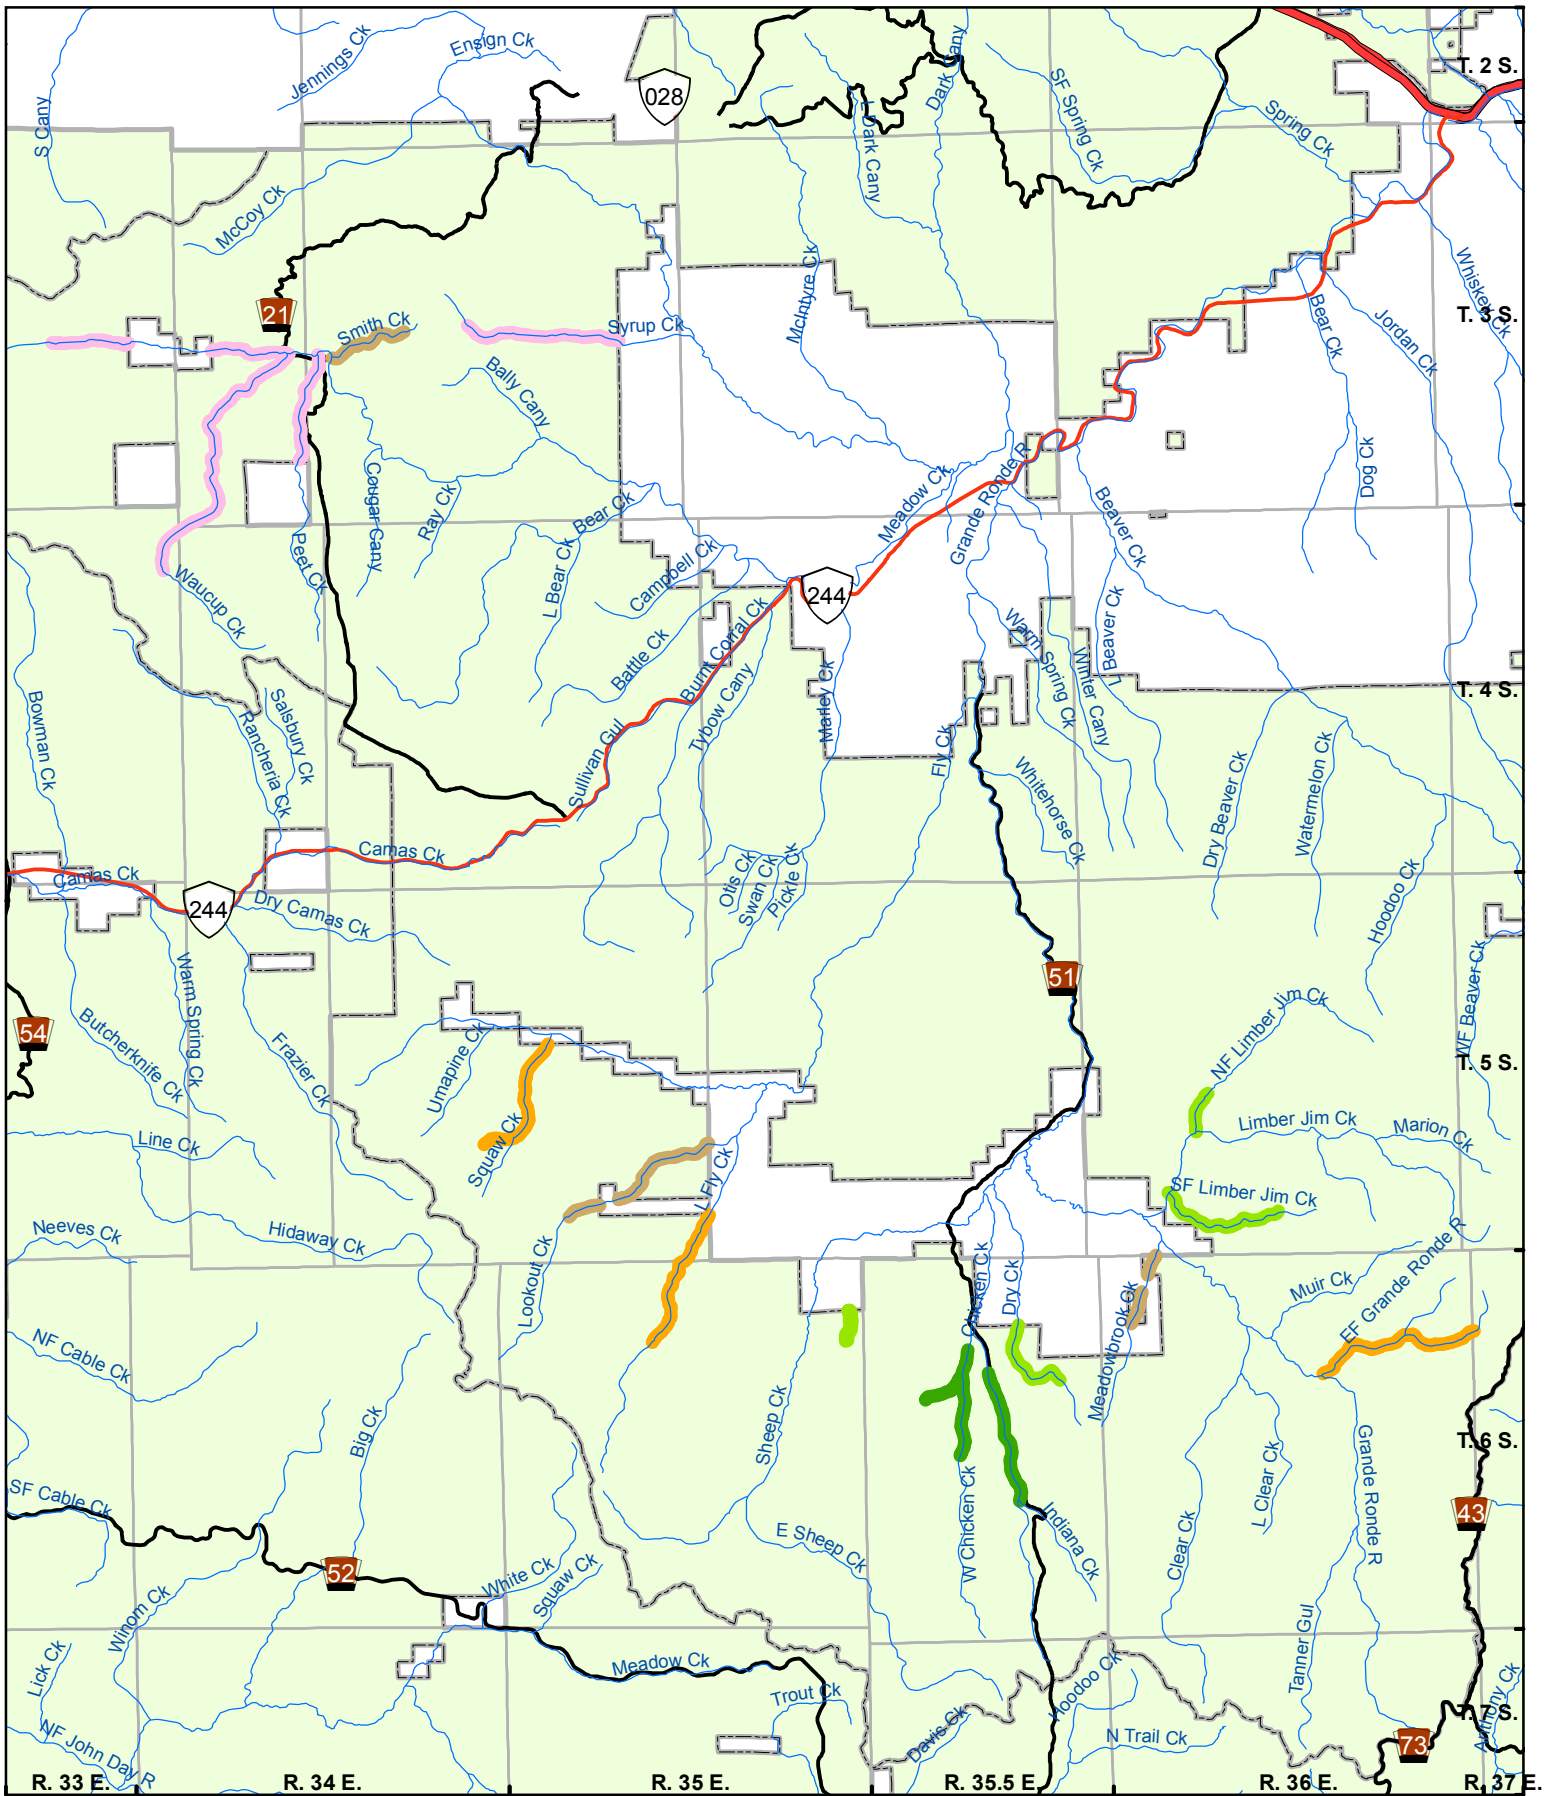 Ensign Ck
Jennings Ck
T. 2 S.
028
Dark Cany
S Cany
L Dark Cany
SF Spring Ck
Spring Ck
McCoy Ck
Whiskey Ck
McIntyre Ck
21
Smith Ck
Syrup Ck
Bear Ck
Jordan Ck
T. 3 S.
Bally Cany
Cougar Cany
Ray Ck
Bear Ck
Meadow Ck
Grande Ronde R
Beaver Ck
Dog Ck
Peet Ck
Waucup Ck
L Bear Ck
Campbell Ck
244
Battle Ck
Burnt Corral Ck
Warm Spring Ck
L Beaver Ck
Winter Cany
T. 4 S.
Bowman Ck
Salsbury Ck
Rancheria Ck
Tybow Cany
Marley Ck
Fly Ck
Sullivan Gul
Whitehorse Ck
Dry Beaver Ck
Watermelon Ck
Camas Ck
Camas Ck
Otis Ck
Swan Ck
Pickle Ck
Hoodoo Ck
244
Dry Camas Ck
Warm Spring Ck
51
WF Beaver Ck
54
Butcherknife Ck
Frazier Ck
Umapine Ck
NF Limber Jim Ck
T. 5 S.
Line Ck
Squaw Ck
Limber Jim Ck
Marion Ck
L Fly Ck
SF Limber Jim Ck
Neeves Ck
Hidaway Ck
Lookout Ck
Chicken Ck
Dry Ck
Meadowbrook Ck
Muir Ck
EF Grande Ronde R
NF Cable Ck
Big Ck
Sheep Ck
T. 6 S.
SF Cable Ck
W Chicken Ck
Indiana Ck
Clear Ck
L Clear Ck
Grande Ronde R
43
E Sheep Ck
52
White Ck
Squaw Ck
Winom Ck
Lick Ck
Meadow Ck
Trout Ck
Hoodoo Ck
Tanner Gul
Anthony Ck
T. 7 S.
NF John Day R
Davis Ck
N Trail Ck
73
R. 33 E.
R. 34 E.
R. 35 E.
R. 35.5 E.
R. 36 E.
R. 37 E.